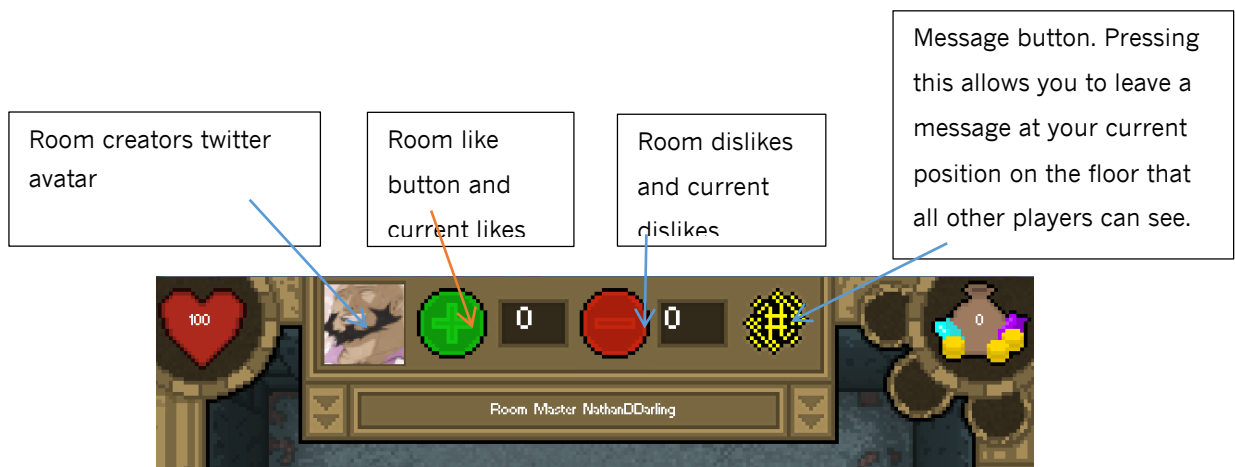 Room creators twitter
avatar
Room like
button and
current likes
Room dislikes
and current
dislikes
Message button. Pressing
this allows you to leave a
message at your current
position on the floor that
all other players can see.
100
0
0
#
0
Room Master NathanDDarling